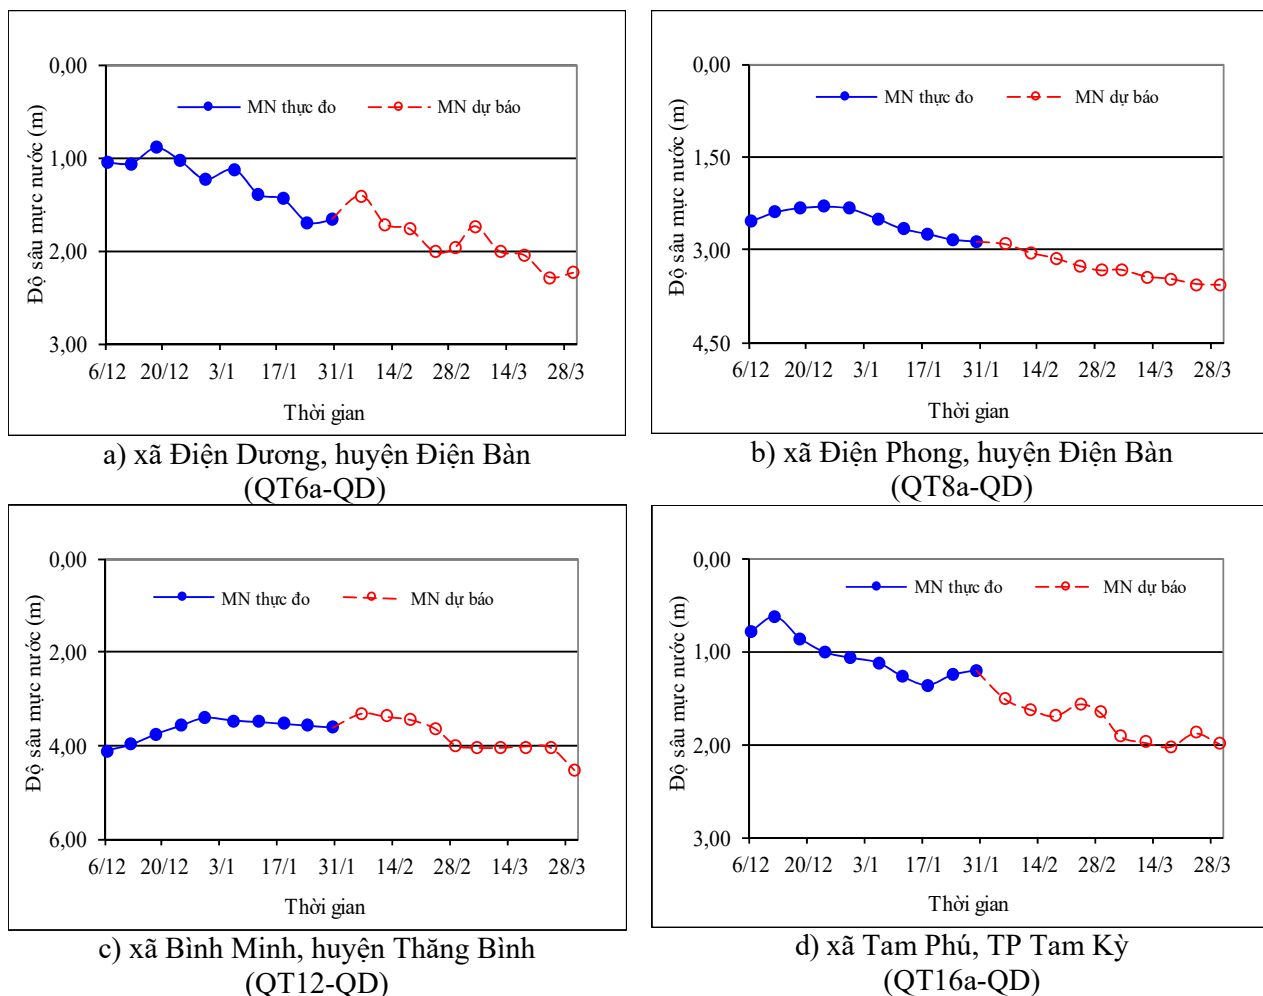 0,00
1,00
2,00
3,00
Độ sâu mực nước (m)
MN thực đo
MN dự báo
6/12 20/12 3/1 17/1 31/1 14/2 28/2 14/3 28/3
Thời gian
a) xã Điện Dương, huyện Điện Bàn
(QT6a-QD)
0,00
1,50
3,00
4,50
Độ sâu mực nước (m)
MN thực đo
MN dự báo
6/12 20/12 3/1 17/1 31/1 14/2 28/2 14/3 28/3
Thời gian
b) xã Điện Phong, huyện Điện Bàn
(QT8a-QD)
0,00
2,00
4,00
6,00
Độ sâu mực nước (m)
MN thực đo
MN dự báo
6/12 20/12 3/1 17/1 31/1 14/2 28/2 14/3 28/3
Thời gian
c) xã Bình Minh, huyện Thăng Bình
(QT12-QD)
0,00
1,00
2,00
3,00
Độ sâu mực nước (m)
MN thực đo
MN dự báo
6/12 20/12 3/1 17/1 31/1 14/2 28/2 14/3 28/3
Thời gian
d) xã Tam Phú, TP Tam Kỳ
(QT16a-QD)